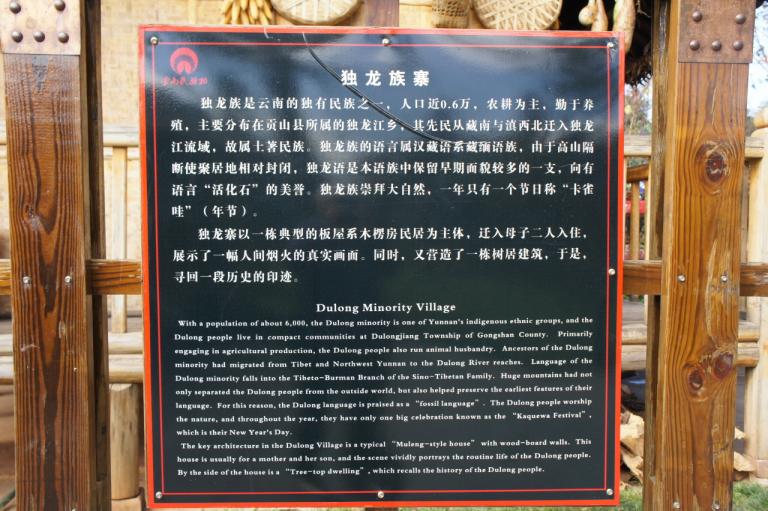 云南民族村
独龙族寨
独龙族是云南的独有民族之一，人口近0.6万，农耕为主，勤于养
殖，主要分布在贡山县所属的独龙江乡，其先民从藏南与滇西北迁入独龙
江流域，故属土著民族。独龙族的语言属汉藏语系藏缅语族，由于高山隔
断使聚居地相对封闭，独龙语是本语族中保留早期面貌较多的一支，向有
语言“活化石”的美誉。独龙族崇拜大自然，一年只有一个节日称“卡雀
哇”（年节）。
独龙寨以一栋典型的板屋系木楞房民居为主体，迁入母子二人入住，
展示了一幅人间烟火的真实画面。同时，又营造了一栋树居建筑，于是，
寻回一段历史的印迹。
Dulong Minority Village
With a population of about 6,000, the Dulong minority is one of Yunnan's indigenous ethnic groups, and the
Dulong people live in compact communities at Dulongjiang Township of Gongshan County. Primarily
engaging in agricultural production, the Dulong people also run animal husbandry. Ancestors of the Dulong
minority had migrated from Tibet and Northwest Yunnan to the Dulong River reaches. Language of the
Dulong minority falls into the Tibeto-Burman Branch of the Sino-Tibetan Family. Huge mountains had not
only separated the Dulong people from the outside world, but also helped preserve the earliest features of their
language. For this reason, the Dulong language is praised as a “fossil language”. The Dulong people worship
the nature, and throughout the year, they have only one big celebration known as the “Kaquewa Festival”,
which is their New Year's Day.
The key architecture in the Dulong Village is a typical “Muleng-style house” with wood-board walls. This
house is usually for a mother and her son, and the scene vividly portrays the routine life of the Dulong people.
By the side of the house is a “Tree-top dwelling”, which recalls the history of the Dulong people.